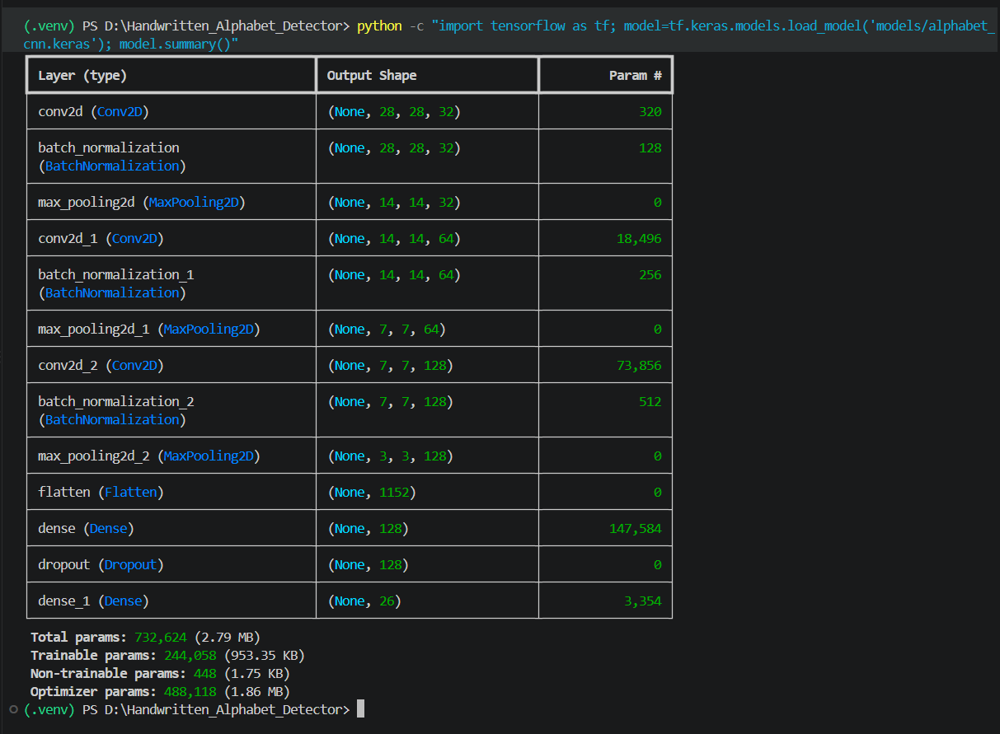 (.venv) PS D:\Handwritten_Alphabet_Detector> python -c "import tensorflow as tf; model=tf.keras.models.load_model('models/alphabet_
cnn.keras'); model.summary()"
Layer (type) Output Shape Param #
conv2d (Conv2D) (None, 28, 28, 32) 320
batch_normalization (None, 28, 28, 32) 128
(BatchNormalization)
max_pooling2d (MaxPooling2D) (None, 14, 14, 32) 0
conv2d_1 (Conv2D) (None, 14, 14, 64) 18,496
batch_normalization_1 (None, 14, 14, 64) 256
(BatchNormalization)
max_pooling2d_1 (MaxPooling2D) (None, 7, 7, 64) 0
conv2d_2 (Conv2D) (None, 7, 7, 128) 73,856
batch_normalization_2 (None, 7, 7, 128) 512
(BatchNormalization)
max_pooling2d_2 (MaxPooling2D) (None, 3, 3, 128) 0
flatten (Flatten) (None, 1152) 0
dense (Dense) (None, 128) 147,584
dropout (Dropout) (None, 128) 0
dense_1 (Dense) (None, 26) 3,354
Total params: 732,624 (2.79 MB)
Trainable params: 244,058 (953.35 KB)
Non-trainable params: 448 (1.75 KB)
Optimizer params: 488,118 (1.86 MB)
(.venv) PS D:\Handwritten_Alphabet_Detector>